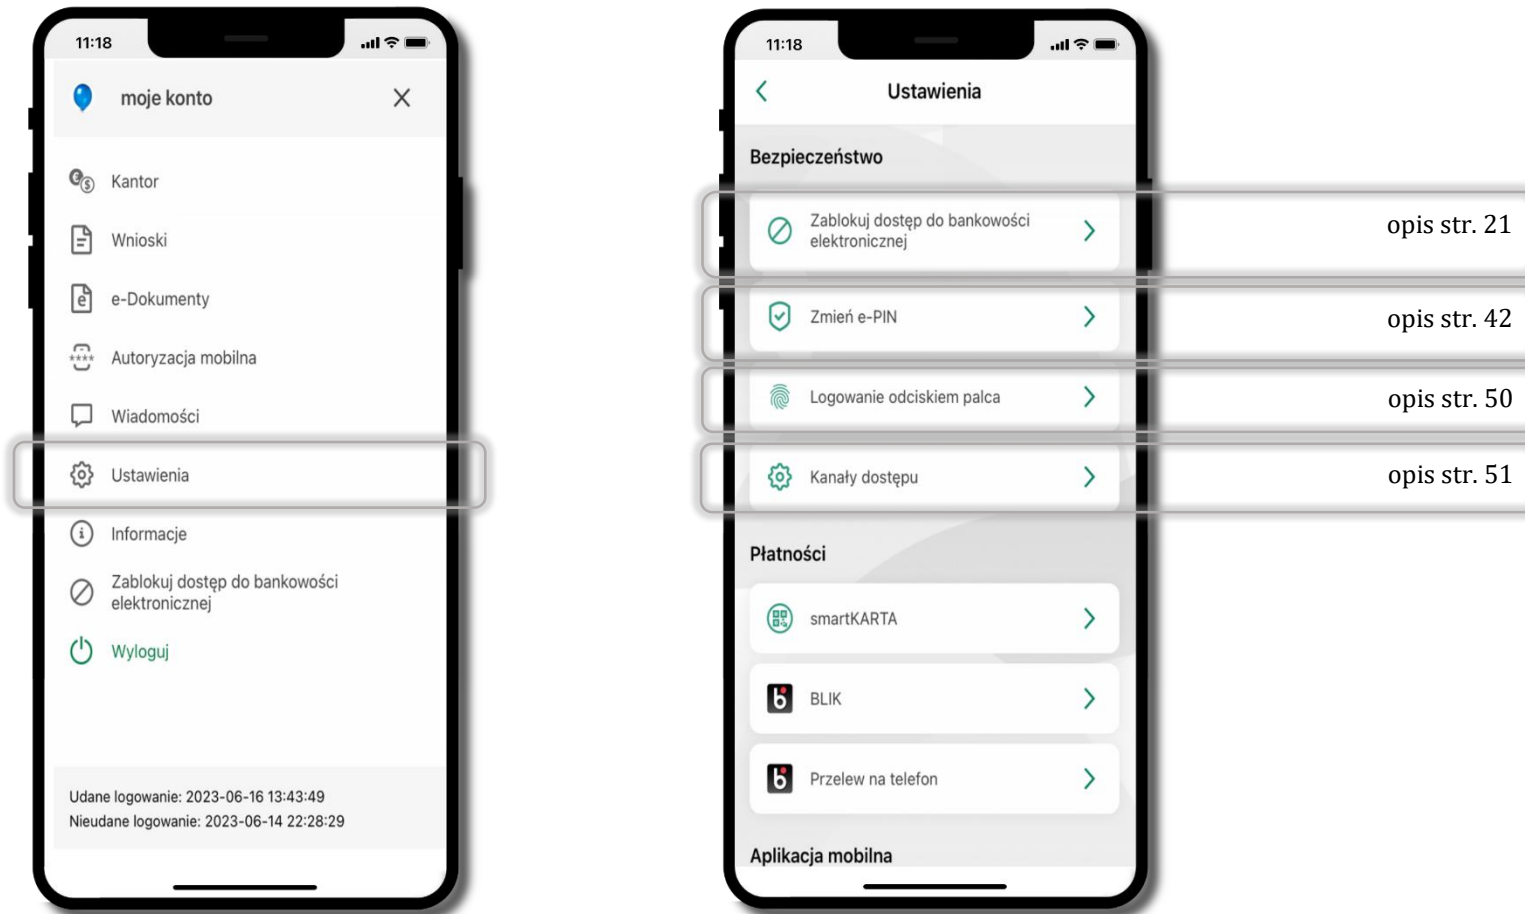 11:18
moje konto
Kantor
Wnioski
e-Dokumenty
Autoryzacja mobilna
Wiadomości
Ustawienia
Informacje
Zablokuj dostęp do bankowości
elektronicznej
Wyloguj
Udane logowanie: 2023-06-16 13:43:49
Nieudane logowanie: 2023-06-14 22:28:29
11:18
Ustawienia
Bezpieczeństwo
Zablokuj dostęp do bankowości
elektronicznej
opis str. 21
Zmień e-PIN
opis str. 42
Logowanie odciskiem palca
opis str. 50
Kanały dostępu
opis str. 51
Płatności
smartKARTA
BLIK
Przelew na telefon
Aplikacja mobilna